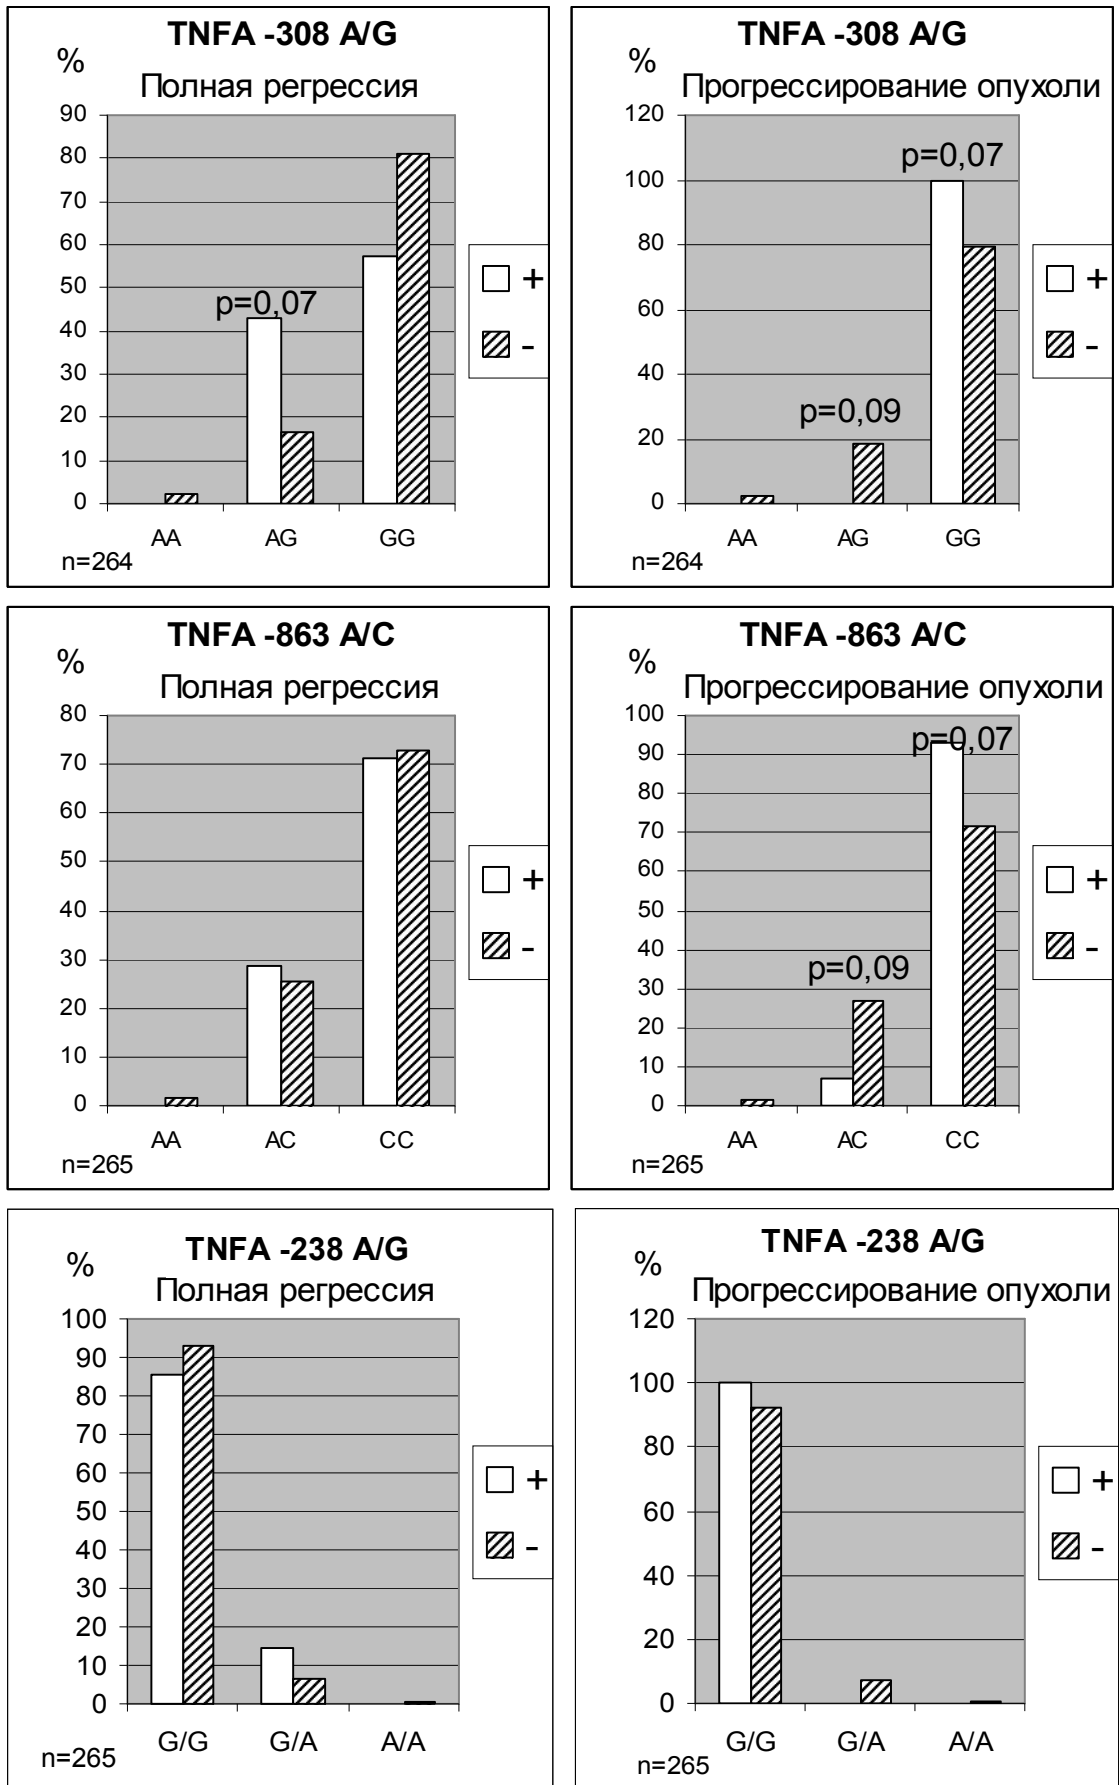 TNFA -308 A/G
%
Полная регрессия
90
80
70
60
50
40
30
20
10
0
p=0,07
AA AG GG
n=264
+
-
TNFA -308 A/G
%
Прогрессирование опухоли
120
100
80
60
40
20
0
p=0,07
p=0,09
AA AG GG
n=264
+
-
TNFA -863 A/C
%
Полная регрессия
80
70
60
50
40
30
20
10
0
AA AC CC
n=265
+
-
TNFA -863 A/C
%
Прогрессирование опухоли
100
90
80
70
60
50
40
30
20
10
0
p=0,07
p=0,09
AA AC CC
n=265
+
-
TNFA -238 A/G
%
Полная регрессия
100
90
80
70
60
50
40
30
20
10
0
G/G G/A A/A
n=265
+
-
TNFA -238 A/G
%
Прогрессирование опухоли
120
100
80
60
40
20
0
G/G G/A A/A
n=265
+
-